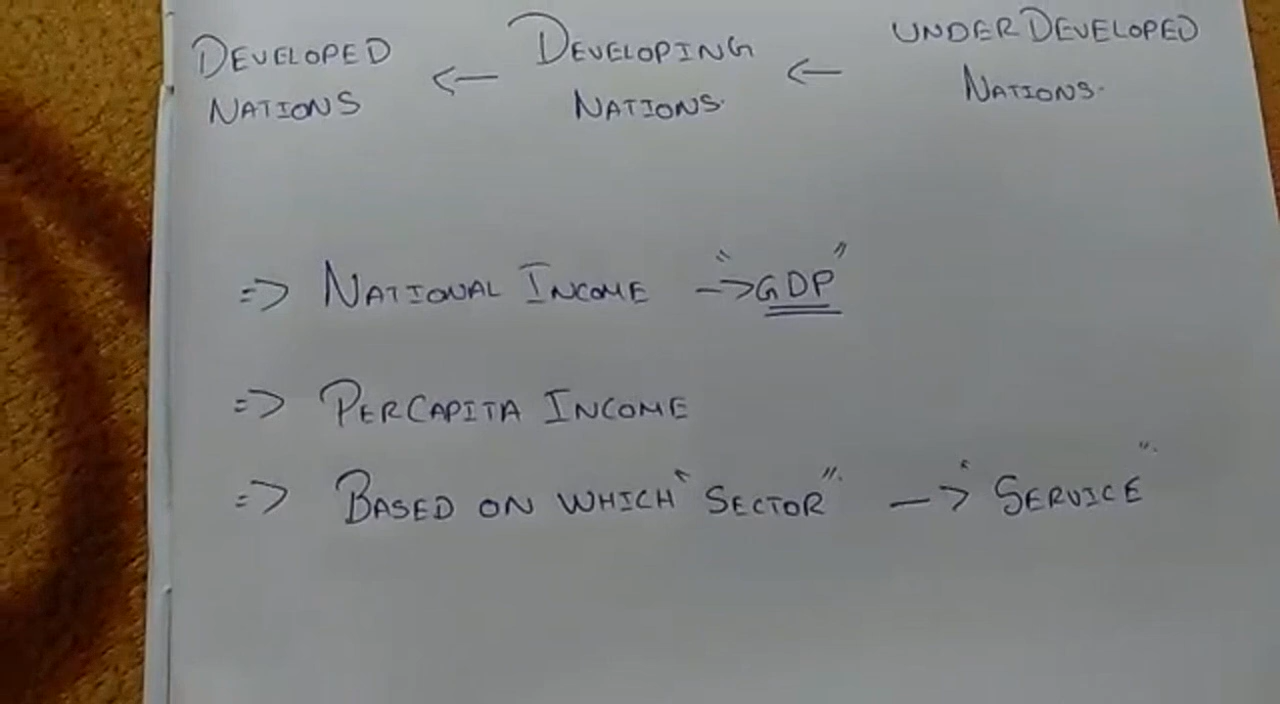 DEVELOPED NATIONS ← DEVELOPING NATIONS. ← UNDERDEVELOPED NATIONS.
=> NATIONAL INCOME "->GDP"
=> PERCAPITA INCOME
=> BASED ON WHICH "SECTOR". -> "SERVICE".